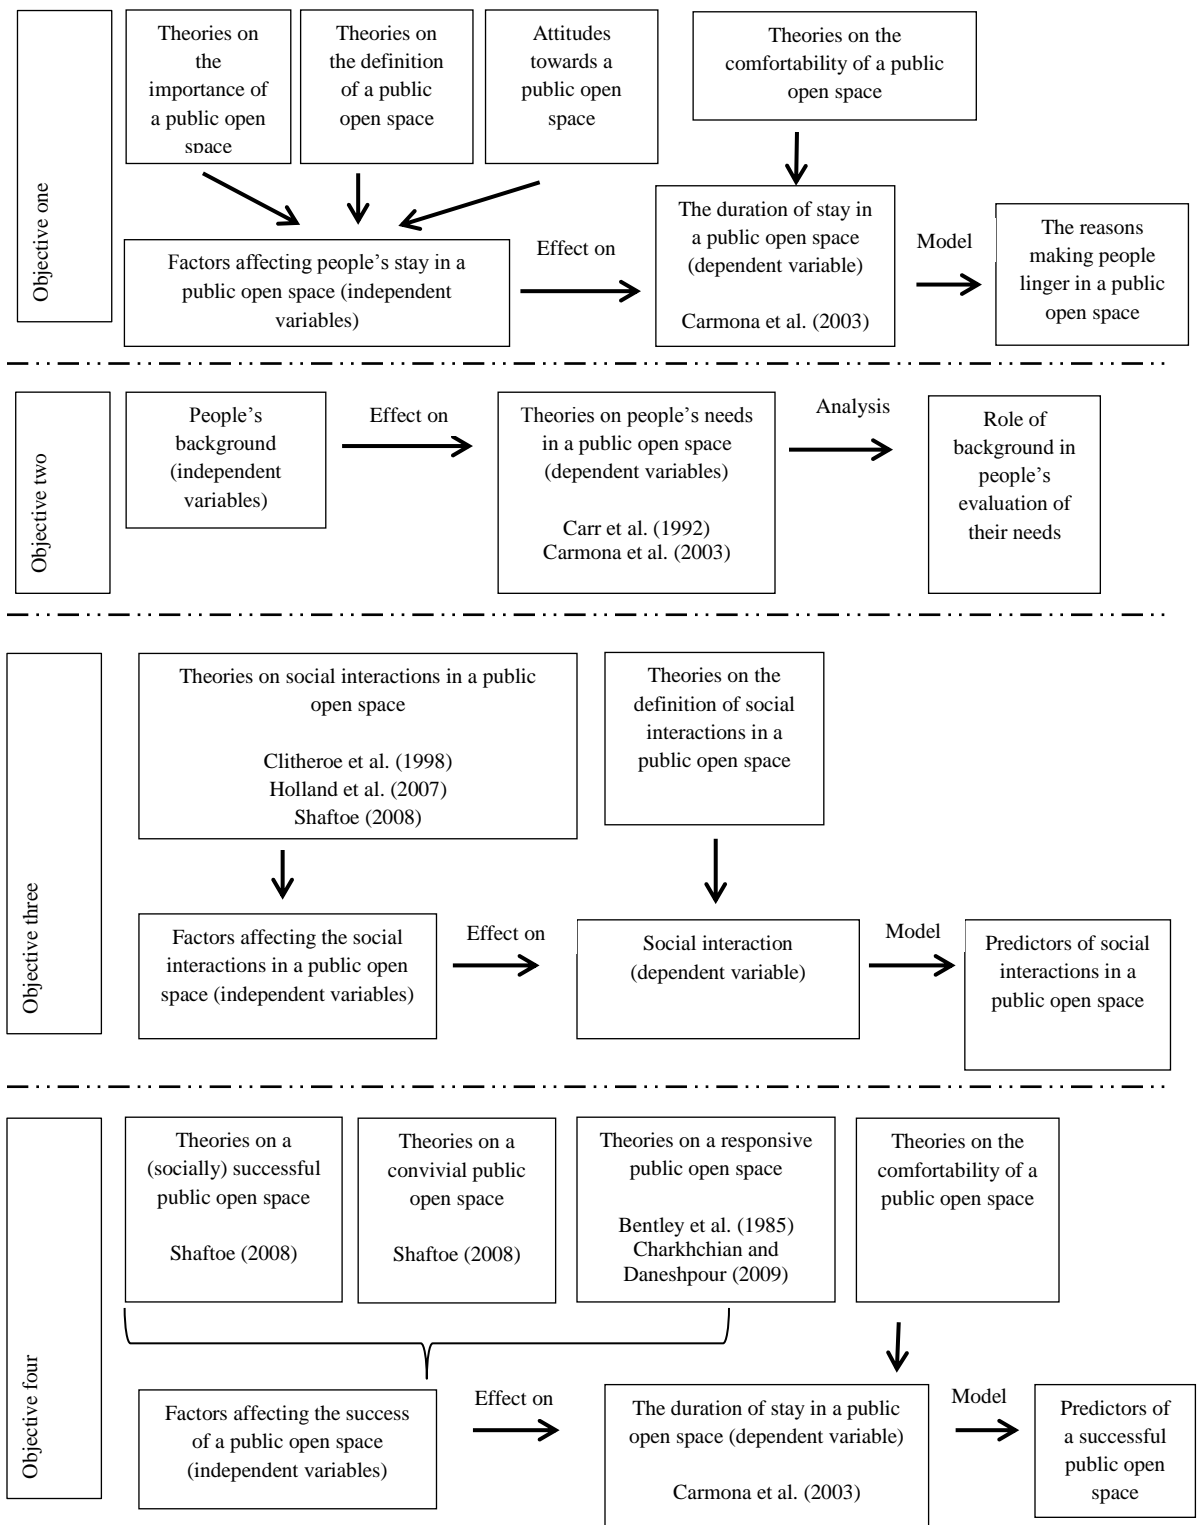 Objective one
Theories on
the
importance of
a public open
space
Theories on
the definition
of a public
open space
Attitudes
towards a
public open
space
Theories on the
comfortability of a public
open space
Factors affecting people's stay in a
public open space (independent
variables)
Effect on
The duration of stay in
a public open space
(dependent variable)
Carmona et al. (2003)
Model
The reasons
making people
linger in a public
open space
Objective two
People's
background
(independent
variables)
Effect on
Theories on people's needs
in a public open space
(dependent variables)
Carr et al. (1992)
Carmona et al. (2003)
Analysis
Role of
background in
people's
evaluation of
their needs
Objective three
Theories on social interactions in a public
open space
Clitheroe et al. (1998)
Holland et al. (2007)
Shaftoe (2008)
Theories on the
definition of social
interactions in a
public open space
Factors affecting the social
interactions in a public open
space (independent variables)
Effect on
Social interaction
(dependent variable)
Model
Predictors of social
interactions in a
public open space
Objective four
Theories on a
(socially) successful
public open space
Shaftoe (2008)
Theories on a
convivial public
open space
Shaftoe (2008)
Theories on a responsive
public open space
Bentley et al. (1985)
Charkhchian and
Daneshpour (2009)
Theories on the
comfortability of a
public open space
Factors affecting the success
of a public open space
(independent variables)
Effect on
The duration of stay in a public
open space (dependent variable)
Carmona et al. (2003)
Model
Predictors of
a successful
public open
space